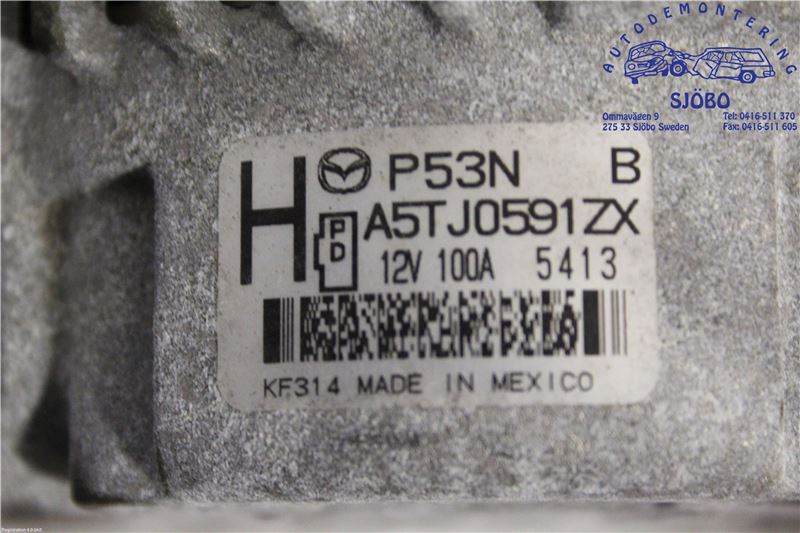 AUTODEMONTERING
SJÖBO
Ommavägen 9 Tel: 0416-511 370
275 33 Sjöbo Sweden Fax: 0416-511 605
H P53N B
PD A5TJ0591ZX
12V 100A 5413
KF314 MADE IN MEXICO